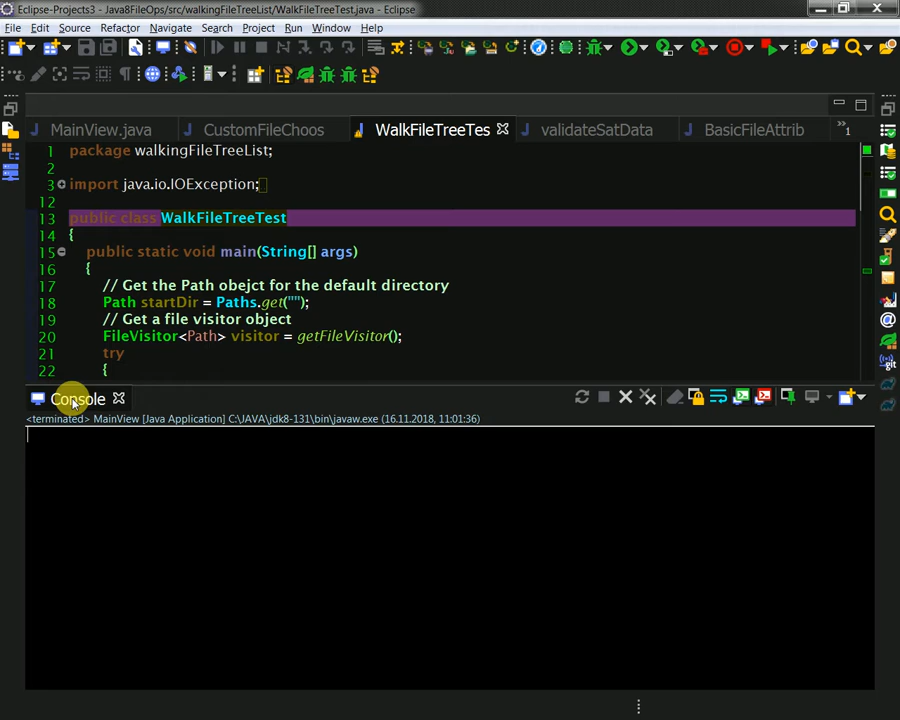 Eclipse-Projects3 - Java8FileOps/src/walkingFileTreeList/WalkFileTreeTest.java - Eclipse
File Edit Source Refactor Navigate Search Project Run Window Help
MainView.java CustomFileChoos WalkFileTreeTes validateSatData BasicFileAttrib »1
1 package walkingFileTreeList;
2
3 import java.io.IOException;
12
13 public class WalkFileTreeTest
14 {
15 public static void main(String[] args)
16 {
17 // Get the Path obejct for the default directory
18 Path startDir = Paths.get("");
19 // Get a file visitor object
20 FileVisitor<Path> visitor = getFileVisitor();
21 try
22 {
Console
<terminated> MainView [Java Application] C:\JAVA\jdk8-131\bin\javaw.exe (16.11.2018, 11:01:36)